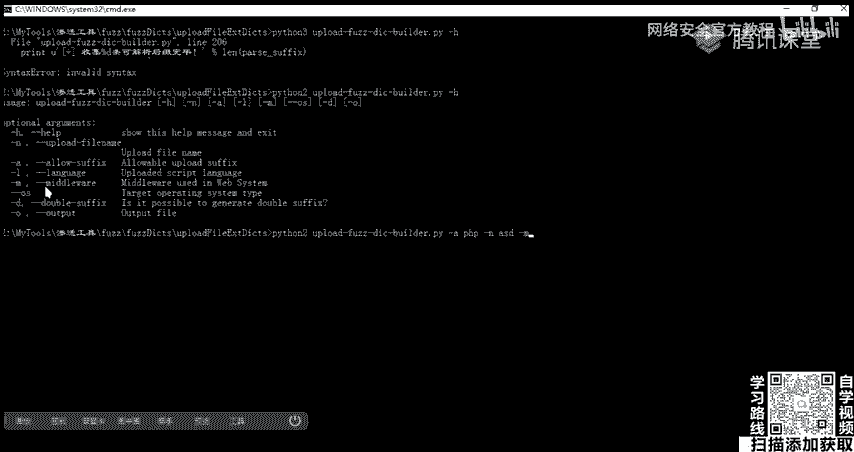 C:\WINDOWS\system32\cmd.exe
网络安全官方教程
腾讯课堂
:\MyTools\渗透工具\fuzz\fuzzDicts\uploadFileExtDicts>python3 upload-fuzz-dic-builder.py -h
File "upload-fuzz-dic-builder.py", line 206
print u'[+] 收集%d条可解析后缀完毕!' % len(parse_suffix)
SyntaxError: invalid syntax
:\MyTools\渗透工具\fuzz\fuzzDicts\uploadFileExtDicts>python2 upload-fuzz-dic-builder.py -h
usage: upload-fuzz-dic-builder [-h] [-n] [-a] [-l] [-m] [--os] [-d] [-o]
optional arguments:
-h, --help show this help message and exit
-n , --upload-filename
Upload file name
-a , --allow-suffix Allowable upload suffix
-l , --language Uploaded script language
-m , --middleware Middleware used in Web System
--os Target operating system type
-d, --double-suffix Is it possible to generate double suffix?
-o , --output Output file
:\MyTools\渗透工具\fuzz\fuzzDicts\uploadFileExtDicts>python2 upload-fuzz-dic-builder.py -a php -n asd -m
工具
学习路线
自学视频
扫描添加获取